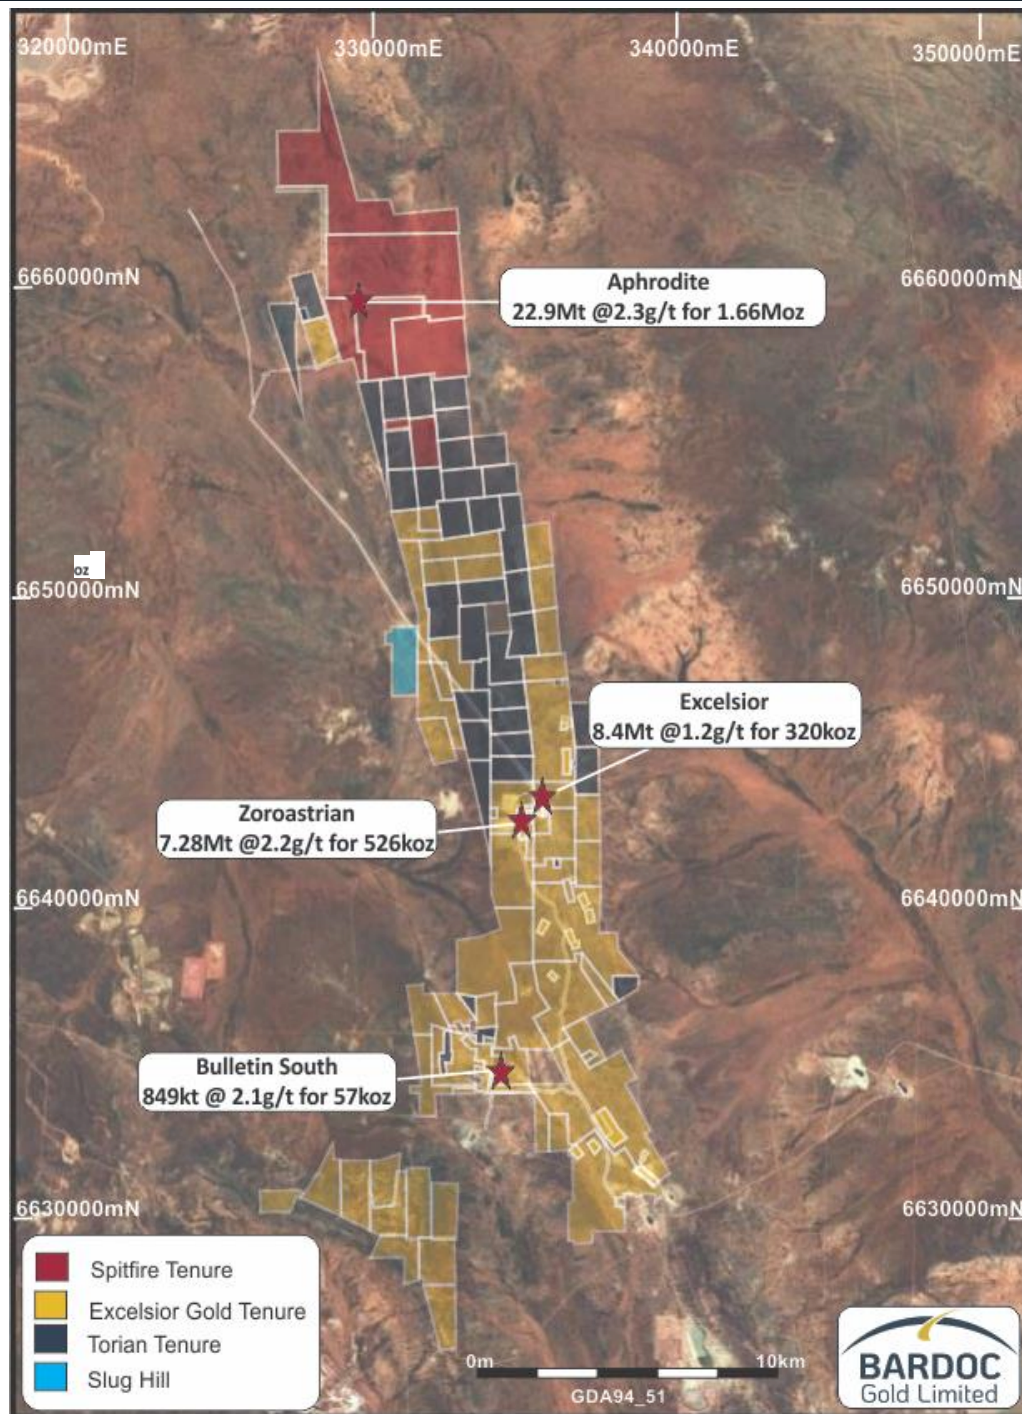 320000mE
330000mE
340000mE
350000mE
6660000mN
6660000mN
Aphrodite
22.9Mt @2.3g/t for 1.66Moz
oz
6650000mN
6650000mN
Excelsior
8.4Mt @1.2g/t for 320koz
Zoroastrian
7.28Mt @2.2g/t for 526koz
6640000mN
6640000mN
Bulletin South
849kt @ 2.1g/t for 57koz
6630000mN
6630000mN
Spitfire Tenure
Excelsior Gold Tenure
Torian Tenure
Slug Hill
0m
10km
GDA94_51
BARDOC
Gold Limited